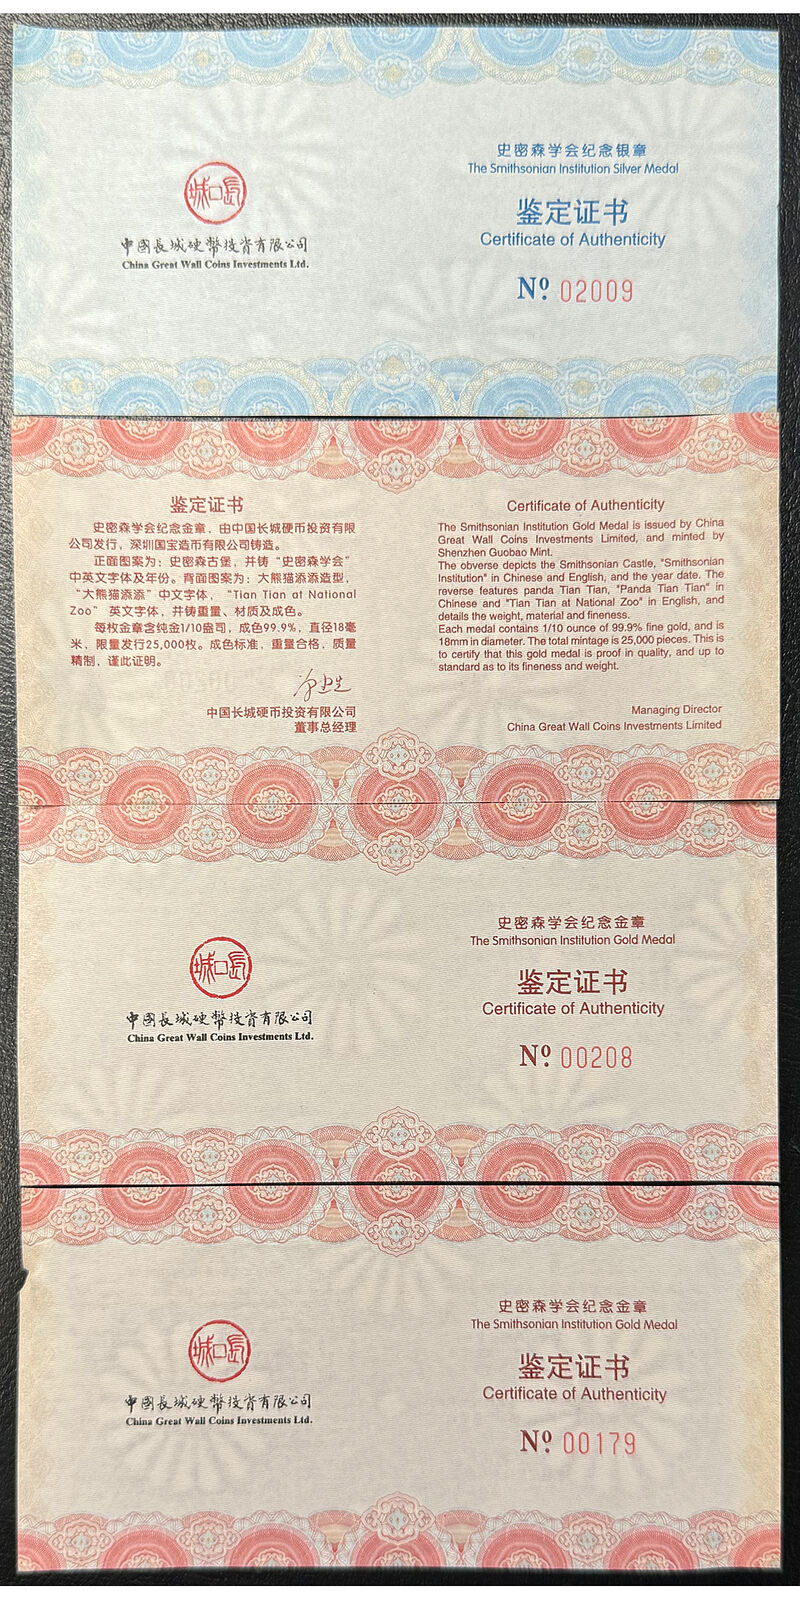 城口長
中國長城硬幣投資有限公司
China Great Wall Coins Investments Ltd.
史密森学会纪念银章
The Smithsonian Institution Silver Medal
鉴定证书
Certificate of Authenticity
Nº. 02009
鉴定证书
史密森学会纪念金章，由中国长城硬币投资有限
公司发行，深圳国宝造币有限公司铸造。
正面图案为：史密森古堡，并铸“史密森学会”
中英文字体及年份。背面图案为：大熊猫添添造型，
“大熊猫添添”中文字体，“Tian Tian at National
Zoo”英文字体，并铸重量、材质及成色。
每枚金章含纯金1/10盎司，成色99.9%，直径18毫
米，限量发行25,000枚。成色标准，重量合格，质量
精制，谨此证明。
中国长城硬币投资有限公司
董事总经理
Certificate of Authenticity
The Smithsonian Institution Gold Medal is issued by China
Great Wall Coins Investments Limited, and minted by
Shenzhen Guobao Mint.
The obverse depicts the Smithsonian Castle, "Smithsonian
Institution" in Chinese and English, and the year date. The
reverse features panda Tian Tian, "Panda Tian Tian" in
Chinese and "Tian Tian at National Zoo" in English, and
details the weight, material and fineness.
Each medal contains 1/10 ounce of 99.9% fine gold, and is
18mm in diameter. The total mintage is 25,000 pieces. This is
to certify that this gold medal is proof in quality, and up to
standard as to its fineness and weight.
Managing Director
China Great Wall Coins Investments Limited
城口長
中國長城硬幣投資有限公司
China Great Wall Coins Investments Ltd.
史密森学会纪念金章
The Smithsonian Institution Gold Medal
鉴定证书
Certificate of Authenticity
Nº. 00208
城口長
中國長城硬幣投資有限公司
China Great Wall Coins Investments Ltd.
史密森学会纪念金章
The Smithsonian Institution Gold Medal
鉴定证书
Certificate of Authenticity
Nº. 00179